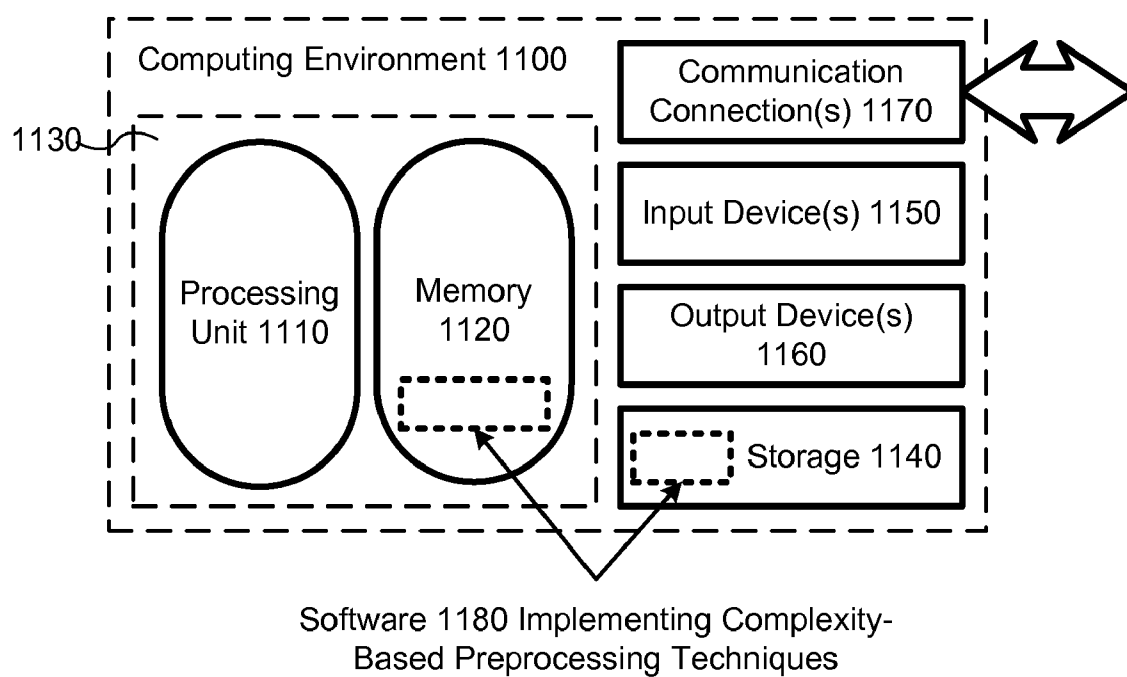 Computing Environment 1100
1130
Processing
Unit 1110
Memory
1120
Communication
Connection(s) 1170
Input Device(s) 1150
Output Device(s)
1160
Storage 1140
Software 1180 Implementing Complexity-
Based Preprocessing Techniques